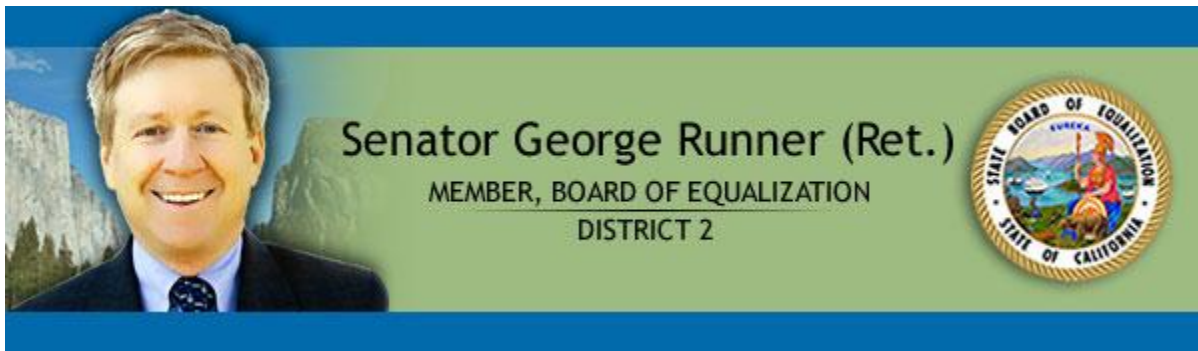 Senator George Runner (Ret.)
MEMBER, BOARD OF EQUALIZATION
DISTRICT 2
STATE BOARD OF EQUALIZATION
EUREKA
STATE OF CALIFORNIA